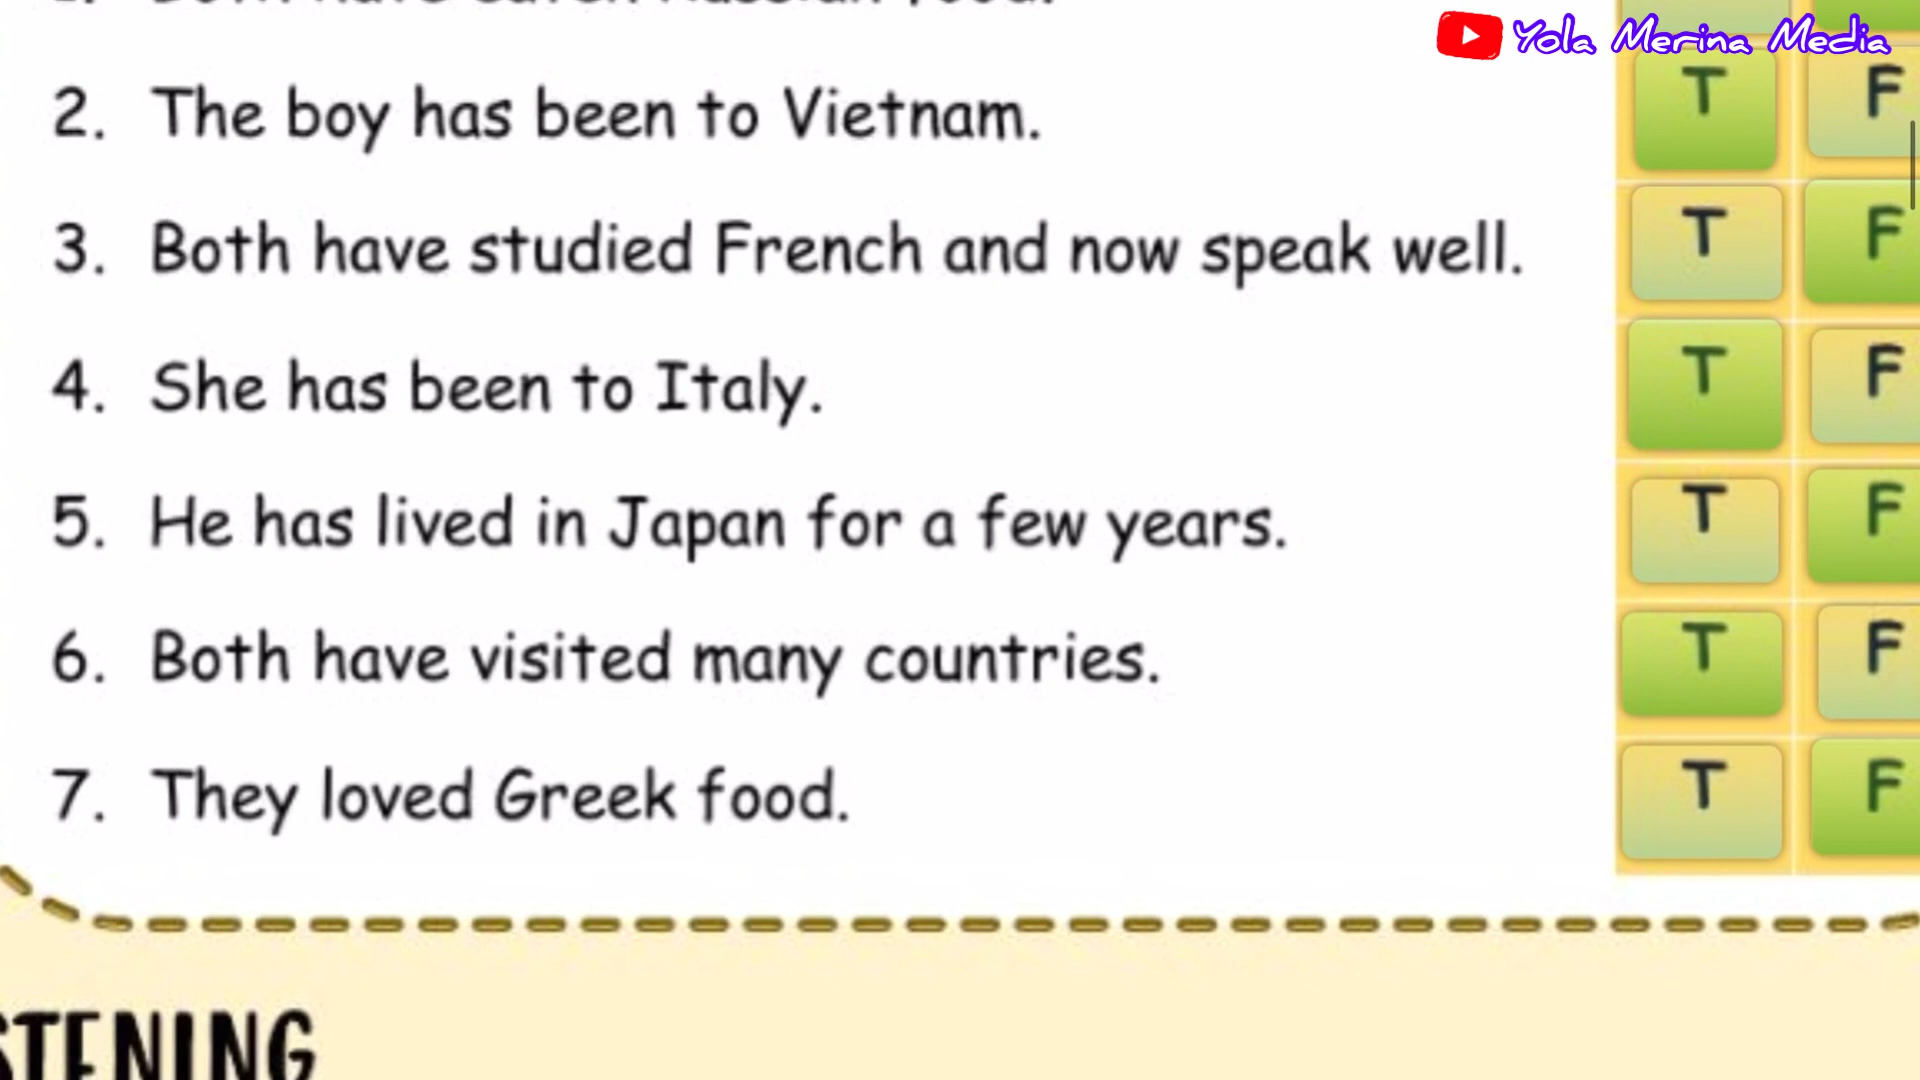 Yola Merina Media
2. The boy has been to Vietnam. T F
3. Both have studied French and now speak well. T F
4. She has been to Italy. T F
5. He has lived in Japan for a few years. T F
6. Both have visited many countries. T F
7. They loved Greek food. T F